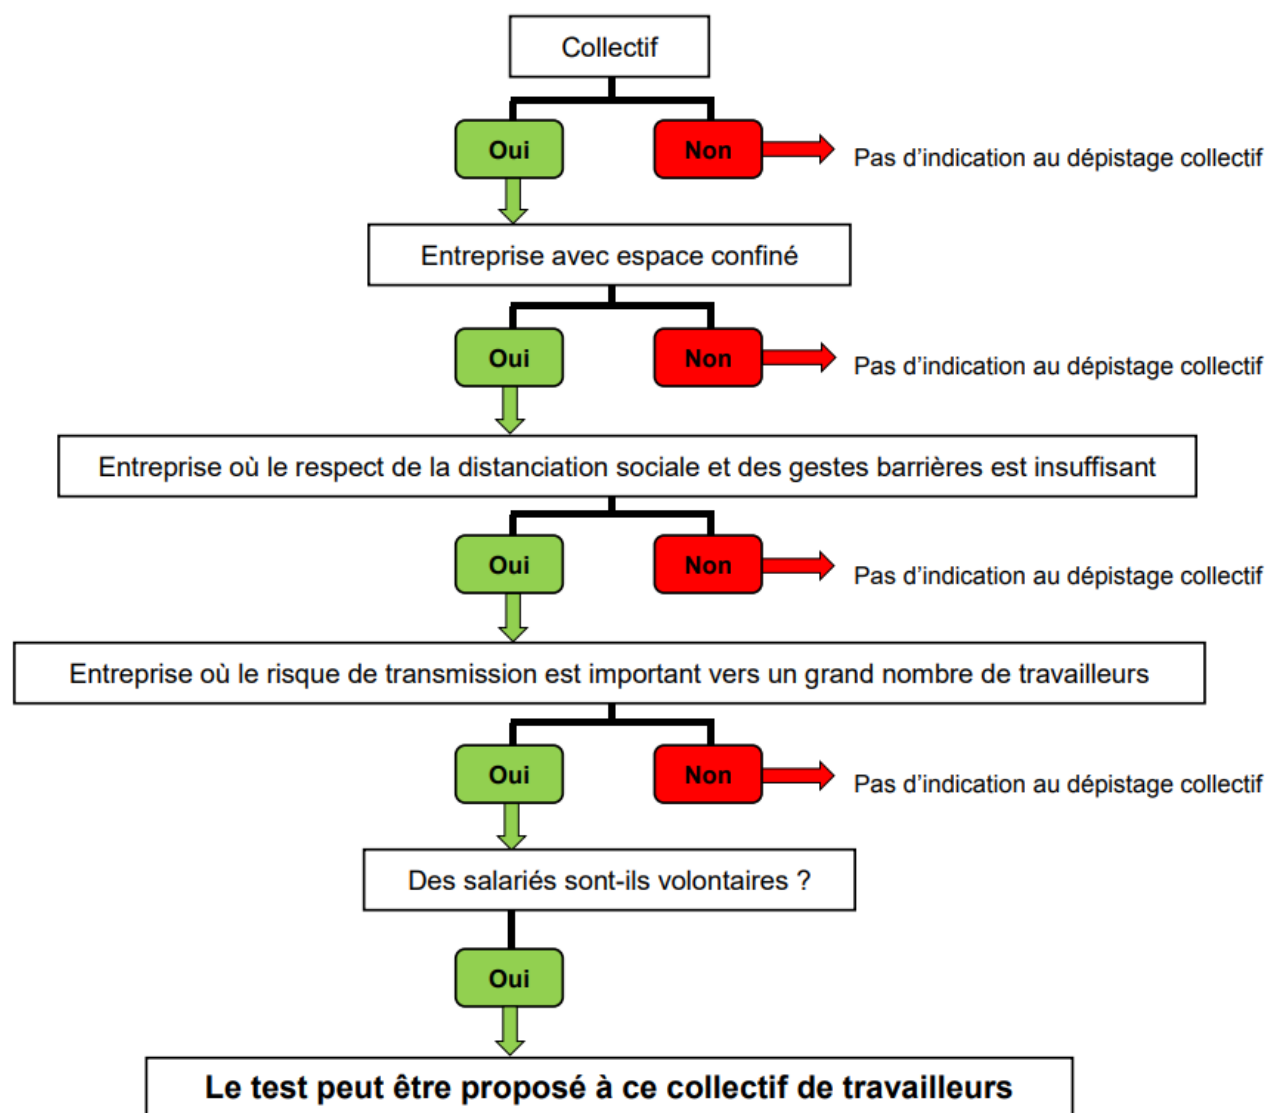 Collectif
Oui
Non
Pas d’indication au dépistage collectif
Entreprise avec espace confiné
Oui
Non
Pas d’indication au dépistage collectif
Entreprise où le respect de la distanciation sociale et des gestes barrières est insuffisant
Oui
Non
Pas d’indication au dépistage collectif
Entreprise où le risque de transmission est important vers un grand nombre de travailleurs
Oui
Non
Pas d’indication au dépistage collectif
Des salariés sont-ils volontaires ?
Oui
Le test peut être proposé à ce collectif de travailleurs